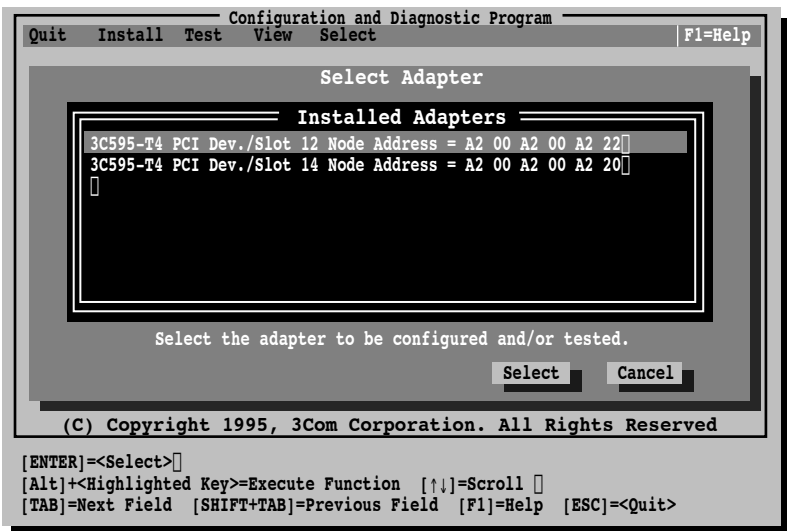 Configuration and Diagnostic Program
Quit Install Test View Select F1=Help
Select Adapter
Installed Adapters
3C595-T4 PCI Dev./Slot 12 Node Address = A2 00 A2 00 A2 22▯
3C595-T4 PCI Dev./Slot 14 Node Address = A2 00 A2 00 A2 20▯
▯
Select the adapter to be configured and/or tested.
Select Cancel
(C) Copyright 1995, 3Com Corporation. All Rights Reserved
[ENTER]=<Select>▯
[Alt]+<Highlighted Key>=Execute Function [↑↓]=Scroll ▯
[TAB]=Next Field [SHIFT+TAB]=Previous Field [F1]=Help [ESC]=<Quit>